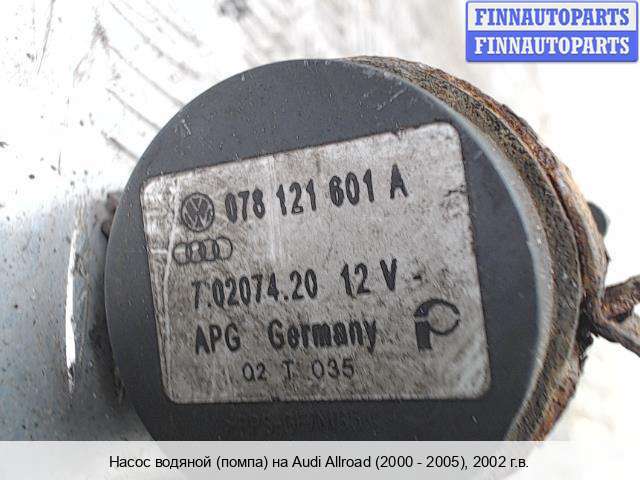 FINNAUTOPARTS
FINNAUTOPARTS
078 121 601 A
7.02074.20 12 V
APG Germany
02 T 035
Насос водяной (помпа) на Audi Allroad (2000 - 2005), 2002 г.в.